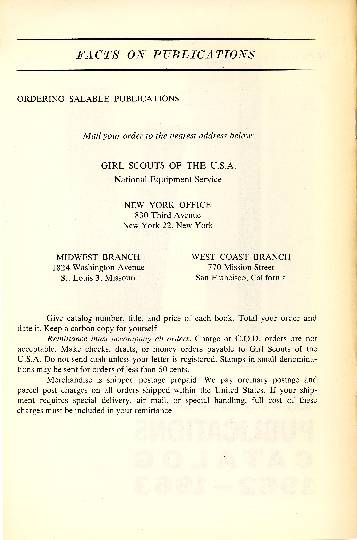 FACTS ON PUBLICATIONS
ORDERING SALABLE PUBLICATIONS
Mail your order to the nearest address below
GIRL SCOUTS OF THE U.S.A.
National Equipment Service
NEW YORK OFFICE
830 Third Avenue
New York 22, New York
MIDWEST BRANCH
1824 Washington Avenue
St. Louis 3, Missouri
WEST COAST BRANCH
770 Mission Street
San Francisco, California
Give catalog number, title, and price of each book. Total your order and
date it. Keep a carbon copy for yourself.
Remittance must accompany all orders. Charge or C.O.D. orders are not
acceptable. Make checks, drafts, or money orders payable to Girl Scouts of the
U.S.A. Do not send cash unless your letter is registered. Stamps in small denomina-
tions may be sent for orders of less than 50 cents.
Merchandise is shipped postage prepaid. We pay ordinary postage and
parcel post charges on all orders shipped within the United States. If your ship-
ment requires special delivery, air mail, or special handling, full cost of these
charges must be included in your remittance.